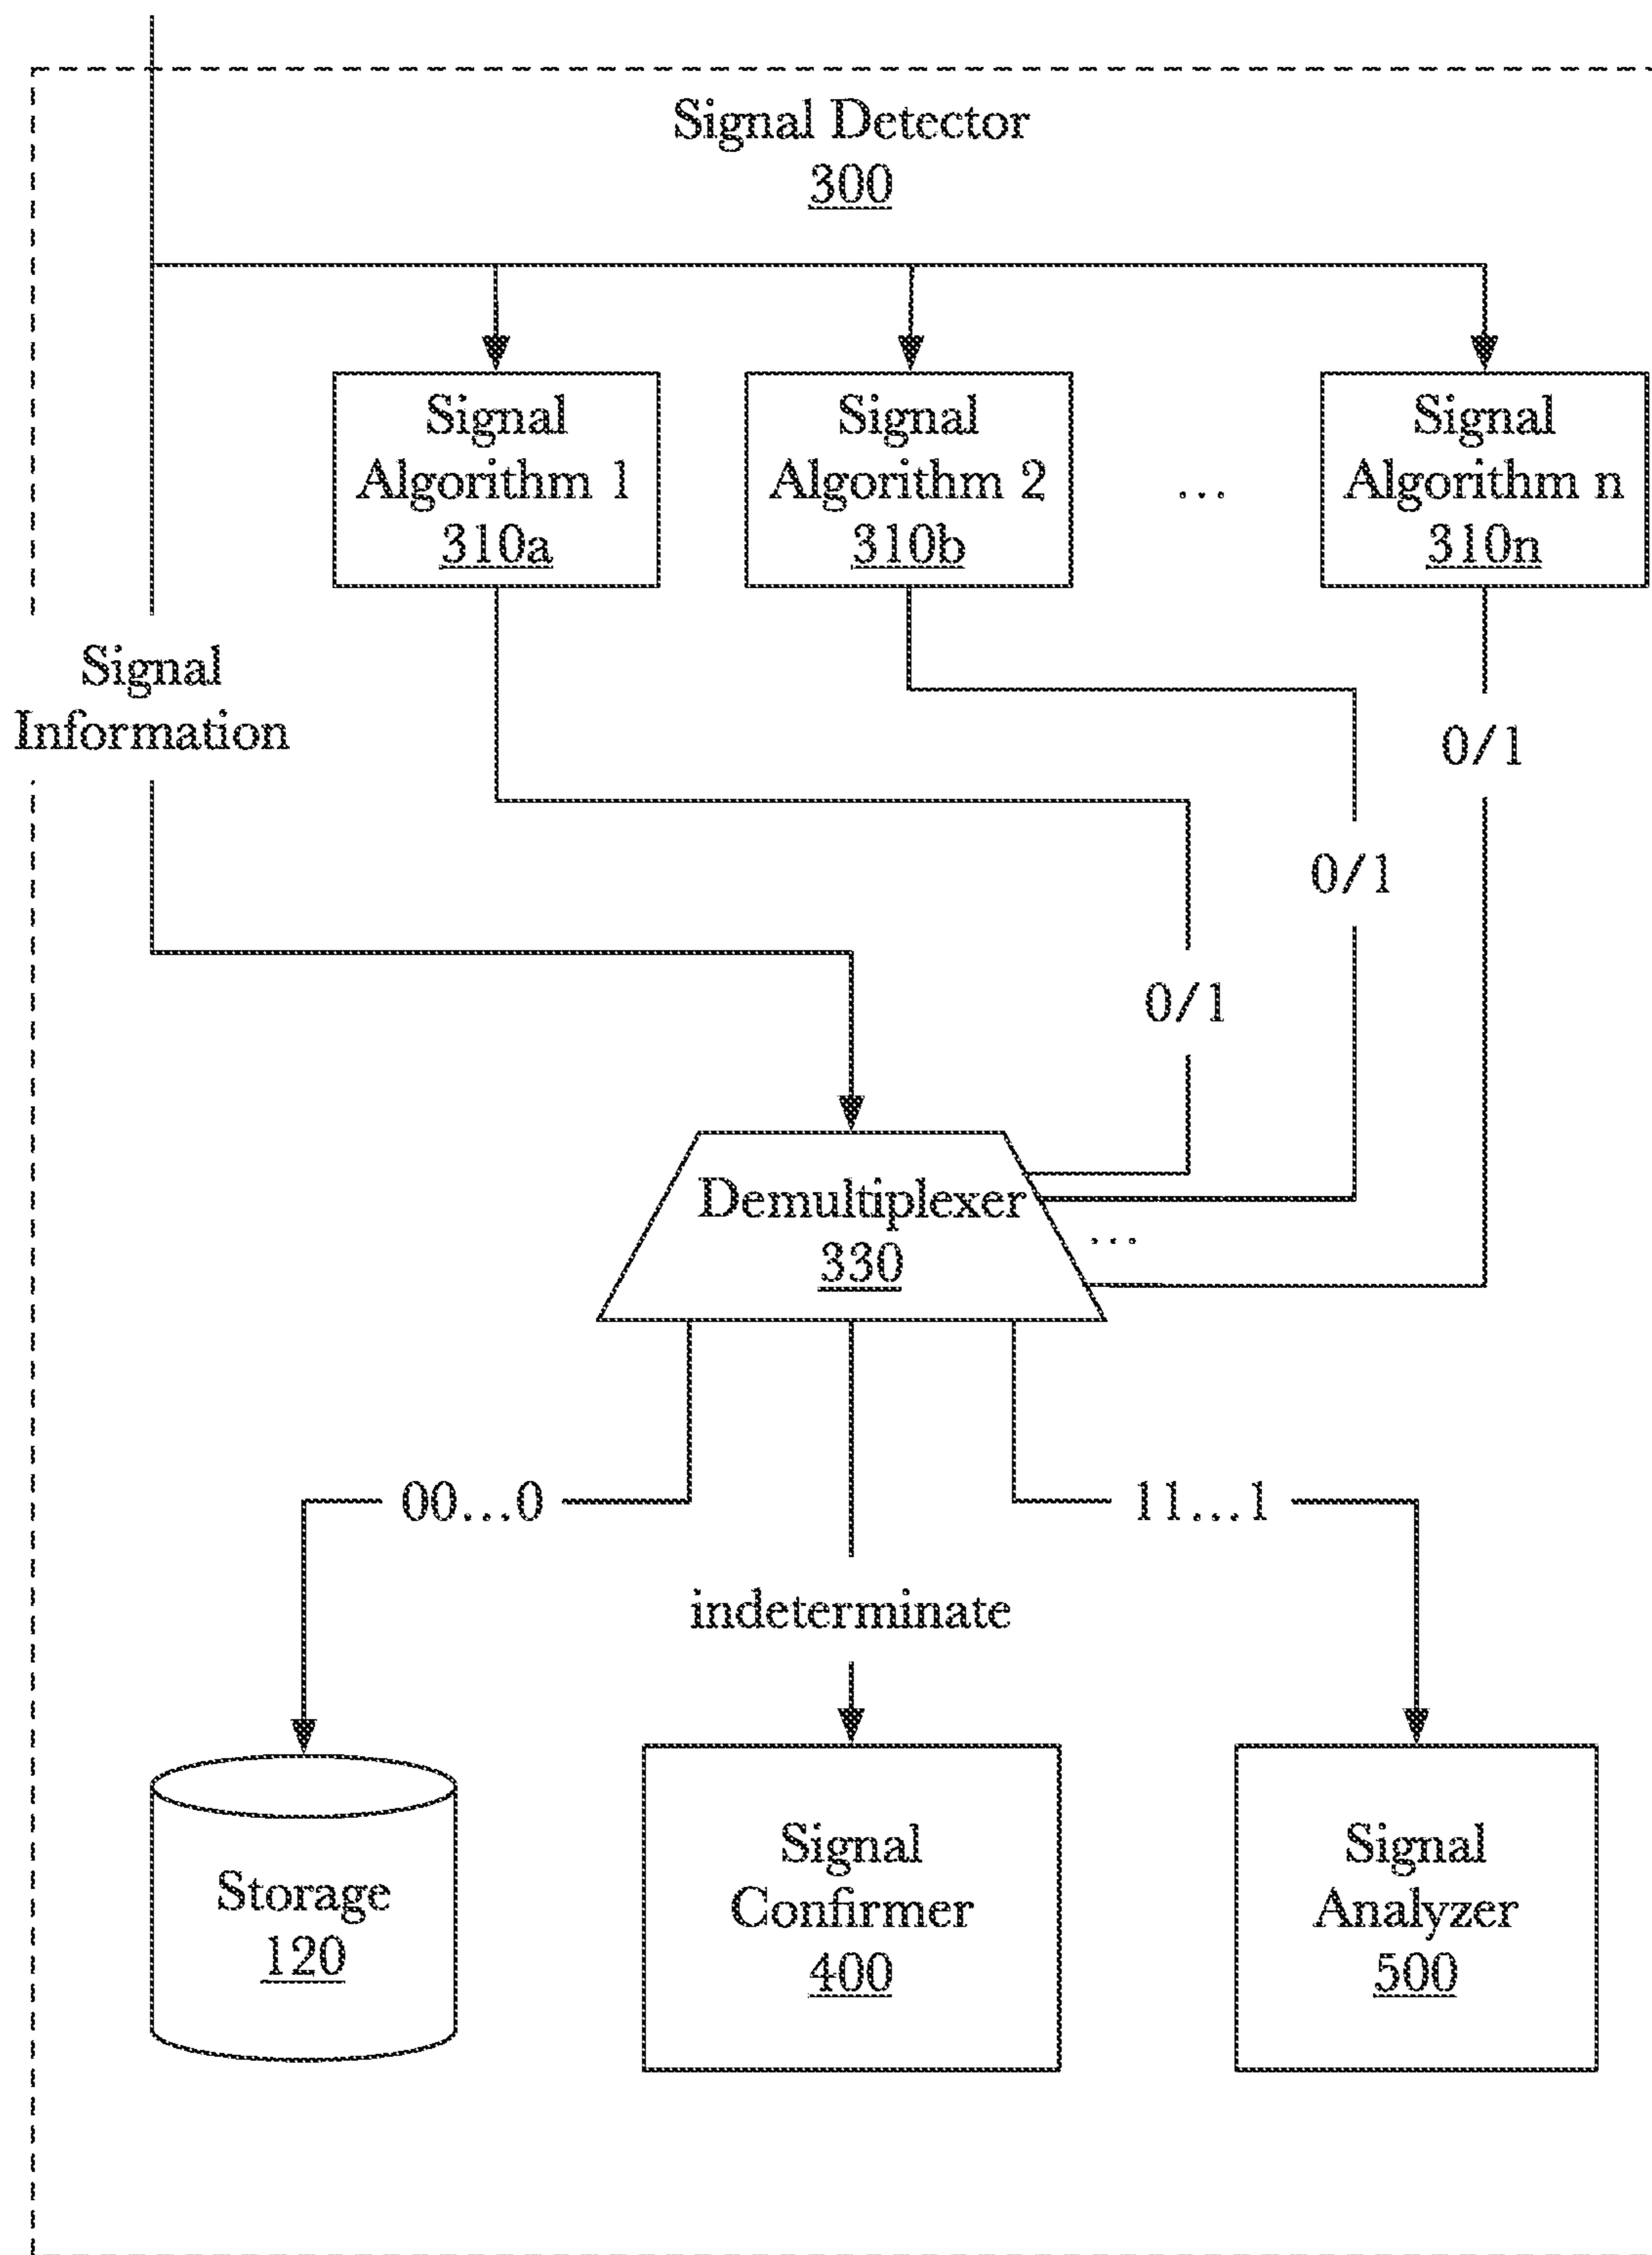 Signal Detector
300
Signal
Algorithm 1
310a
Signal
Algorithm 2
310b
...
Signal
Algorithm n
310n
Signal
Information
0/1
0/1
0/1
Demultiplexer
330
...
00...0
11...1
indeterminate
Storage
120
Signal
Confirmer
400
Signal
Analyzer
500